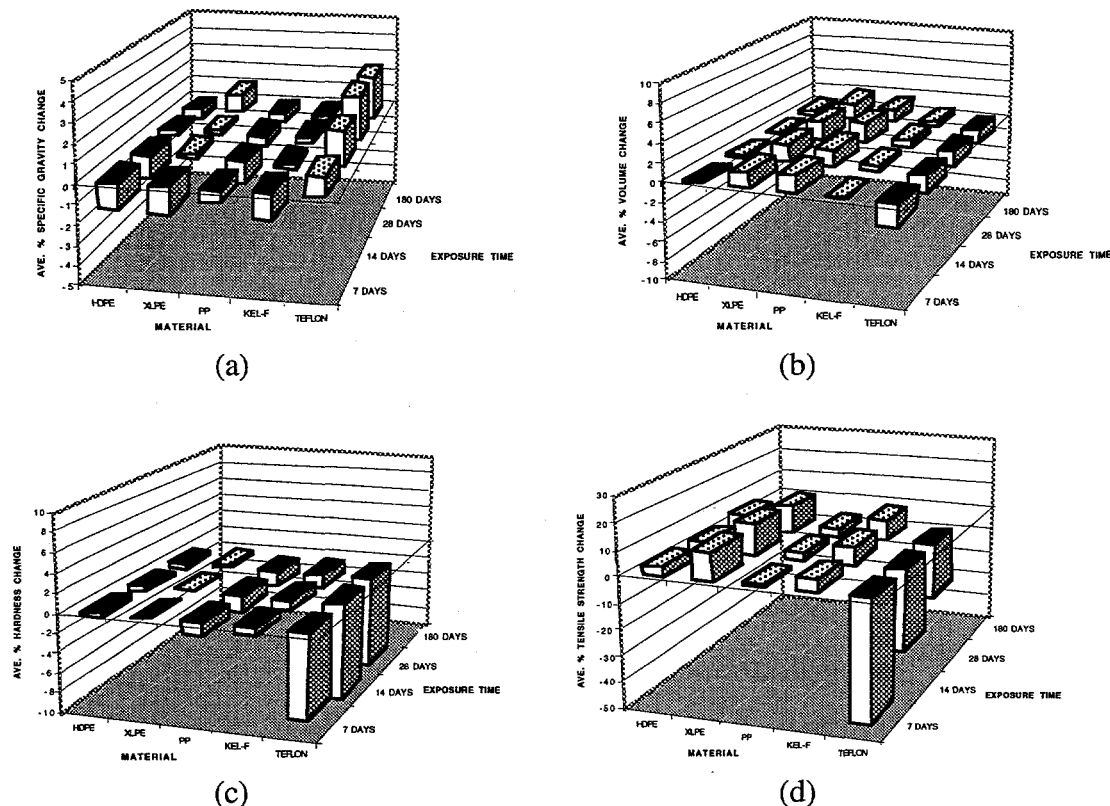 AVE. % SPECIFIC GRAVITY CHANGE
5
4
3
2
1
0
-1
-2
-3
-4
-5
HDPE
XLPE
PP
KEL-F
TEFLON
MATERIAL
7 DAYS
14 DAYS
28 DAYS
180 DAYS
EXPOSURE TIME
(a)
AVE. % VOLUME CHANGE
10
8
6
4
2
0
-2
-4
-6
-8
-10
HDPE
XLPE
PP
KEL-F
TEFLON
MATERIAL
7 DAYS
14 DAYS
28 DAYS
180 DAYS
EXPOSURE TIME
(b)
AVE. % HARDNESS CHANGE
10
8
6
4
2
0
-2
-4
-6
-8
-10
HDPE
XLPE
PP
KEL-F
TEFLON
MATERIAL
7 DAYS
14 DAYS
28 DAYS
180 DAYS
EXPOSURE TIME
(c)
AVE. % TENSILE STRENGTH CHANGE
30
20
10
0
-10
-20
-30
-40
-50
HDPE
XLPE
PP
KEL-F
TEFLON
MATERIAL
7 DAYS
14 DAYS
28 DAYS
180 DAYS
EXPOSURE TIME
(d)